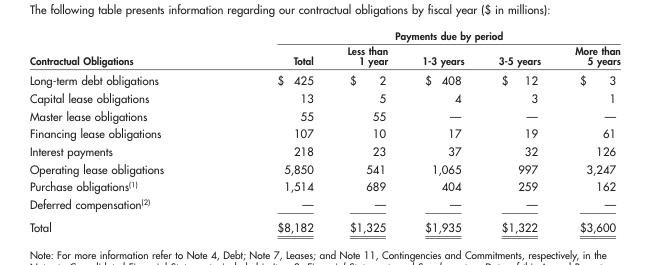 The following table presents information regarding our contractual obligations by fiscal year ($ in millions):
Payments due by period
Contractual Obligations Total Less than 1 year 1-3 years 3-5 years More than 5 years
Long-term debt obligations $ 425 $ 2 $ 408 $ 12 $ 3
Capital lease obligations 13 5 4 3 1
Master lease obligations 55 55 — — —
Financing lease obligations 107 10 17 19 61
Interest payments 218 23 37 32 126
Operating lease obligations 5,850 541 1,065 997 3,247
Purchase obligations(1) 1,514 689 404 259 162
Deferred compensation(2) — — — — —
Total $8,182 $1,325 $1,935 $1,322 $3,600
Note: For more information refer to Note 4, Debt; Note 7, Leases; and Note 11, Contingencies and Commitments, respectively, in the